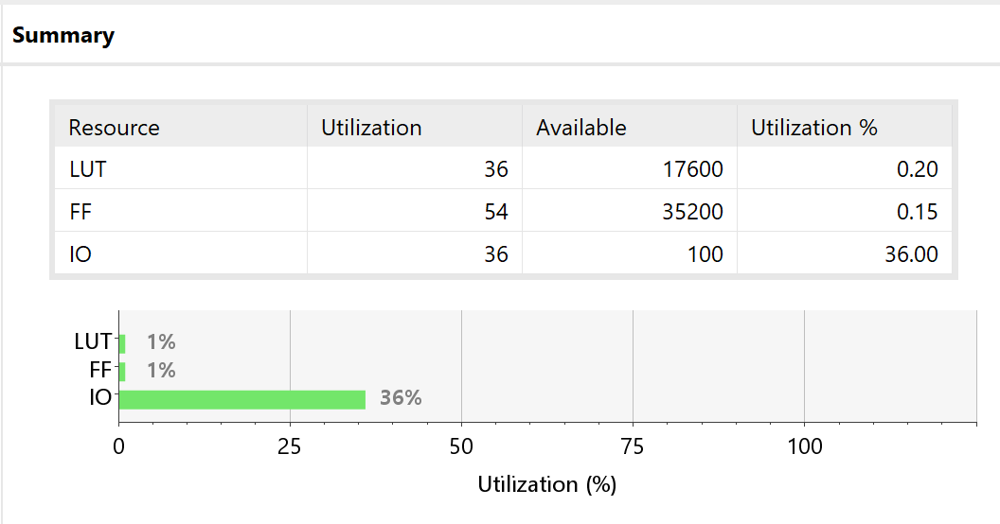 Summary
Resource Utilization Available Utilization %
LUT 36 17600 0.20
FF 54 35200 0.15
IO 36 100 36.00
LUT 1%
FF 1%
IO 36%
0 25 50 75 100
Utilization (%)